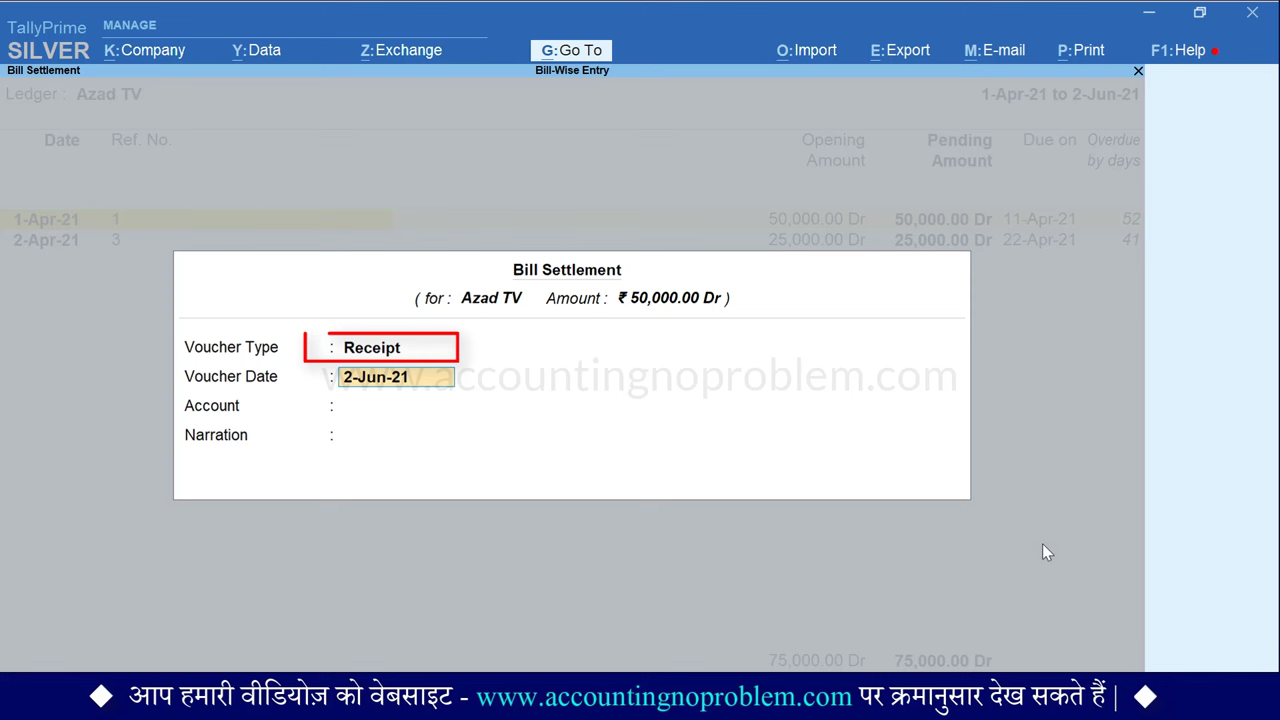 TallyPrime MANAGE
SILVER K:Company Y:Data Z:Exchange G:Go To O:Import E:Export M:E-mail P:Print F1:Help
Bill Settlement Bill-Wise Entry
Ledger : Azad TV 1-Apr-21 to 2-Jun-21
Date Ref. No. Opening Pending Due on Overdue
Amount Amount by days
1-Apr-21 1 50,000.00 Dr 50,000.00 Dr 11-Apr-21 52
2-Apr-21 3 25,000.00 Dr 25,000.00 Dr 22-Apr-21 41
Bill Settlement
( for : Azad TV Amount : ₹ 50,000.00 Dr )
Voucher Type : Receipt
Voucher Date : 2-Jun-21
www.accountingnoproblem.com
Account :
Narration :
75,000.00 Dr 75,000.00 Dr
आप हमारी वीडियोज़ को वेबसाइट - www.accountingnoproblem.com पर क्रमानुसार देख सकते हैं |